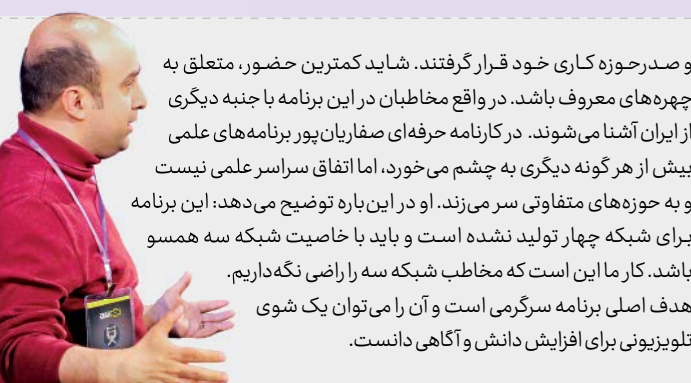 و صدرحوزه کاری خود قرار گرفتند. شاید کمترین حضور، متعلق به
چهره‌های معروف باشد. در واقع مخاطبان در این برنامه با جنبه دیگری
از ایران آشنا می‌شوند. در کارنامه حرفه‌ای صفاریان‌پور برنامه‌های علمی
بیش از هر گونه دیگری به چشم می‌خورد، اما اتفاق سراسر علمی نیست
و به حوزه‌های متفاوتی سر می‌زند. او در این‌باره توضیح می‌دهد: این برنامه
برای شبکه چهار تولید نشده است و باید با خاصیت شبکه سه همسو
باشد. کار ما این است که مخاطب شبکه سه را راضی نگه‌داریم.
هدف اصلی برنامه سرگرمی است و آن را می‌توان یک شوی
تلویزیونی برای افزایش دانش و آگاهی دانست.